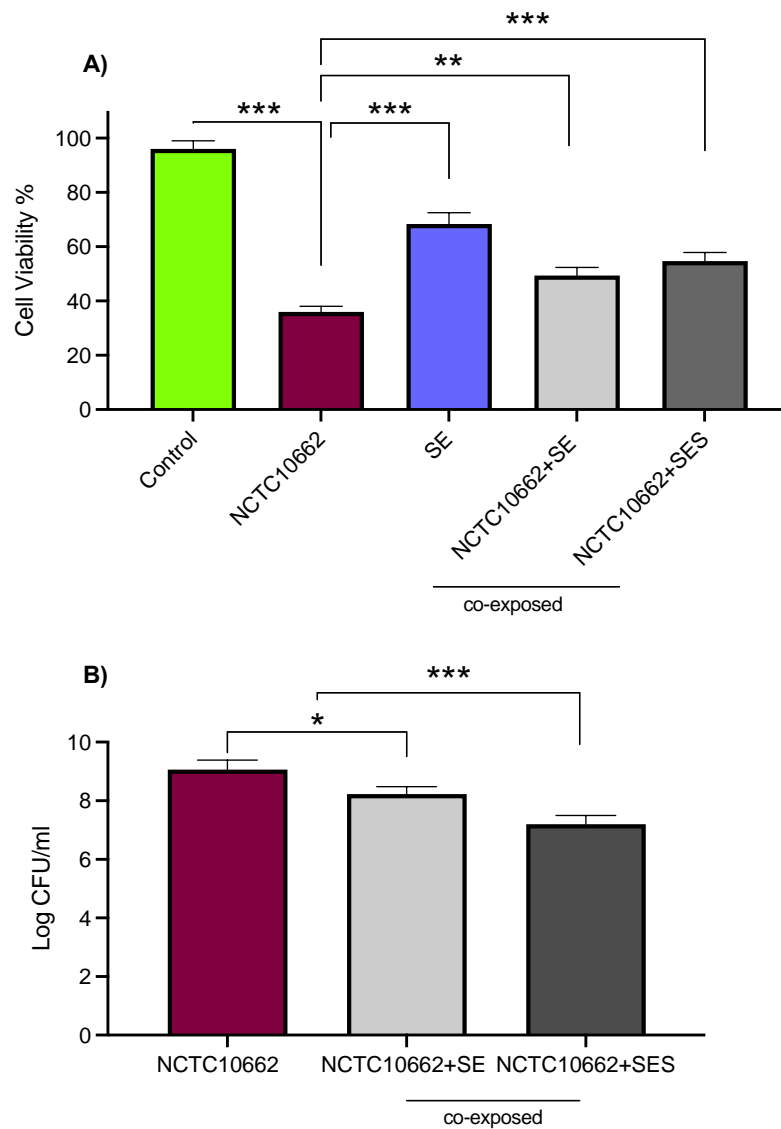 A)
***
**
*** ***
Cell Viability %
100
80
60
40
20
0
Control
NCTC10662
SE
NCTC10662+SE
NCTC10662+SES
co-exposed
B)
***
*
Log CFU/ml
10
8
6
4
2
0
NCTC10662 NCTC10662+SE NCTC10662+SES
co-exposed